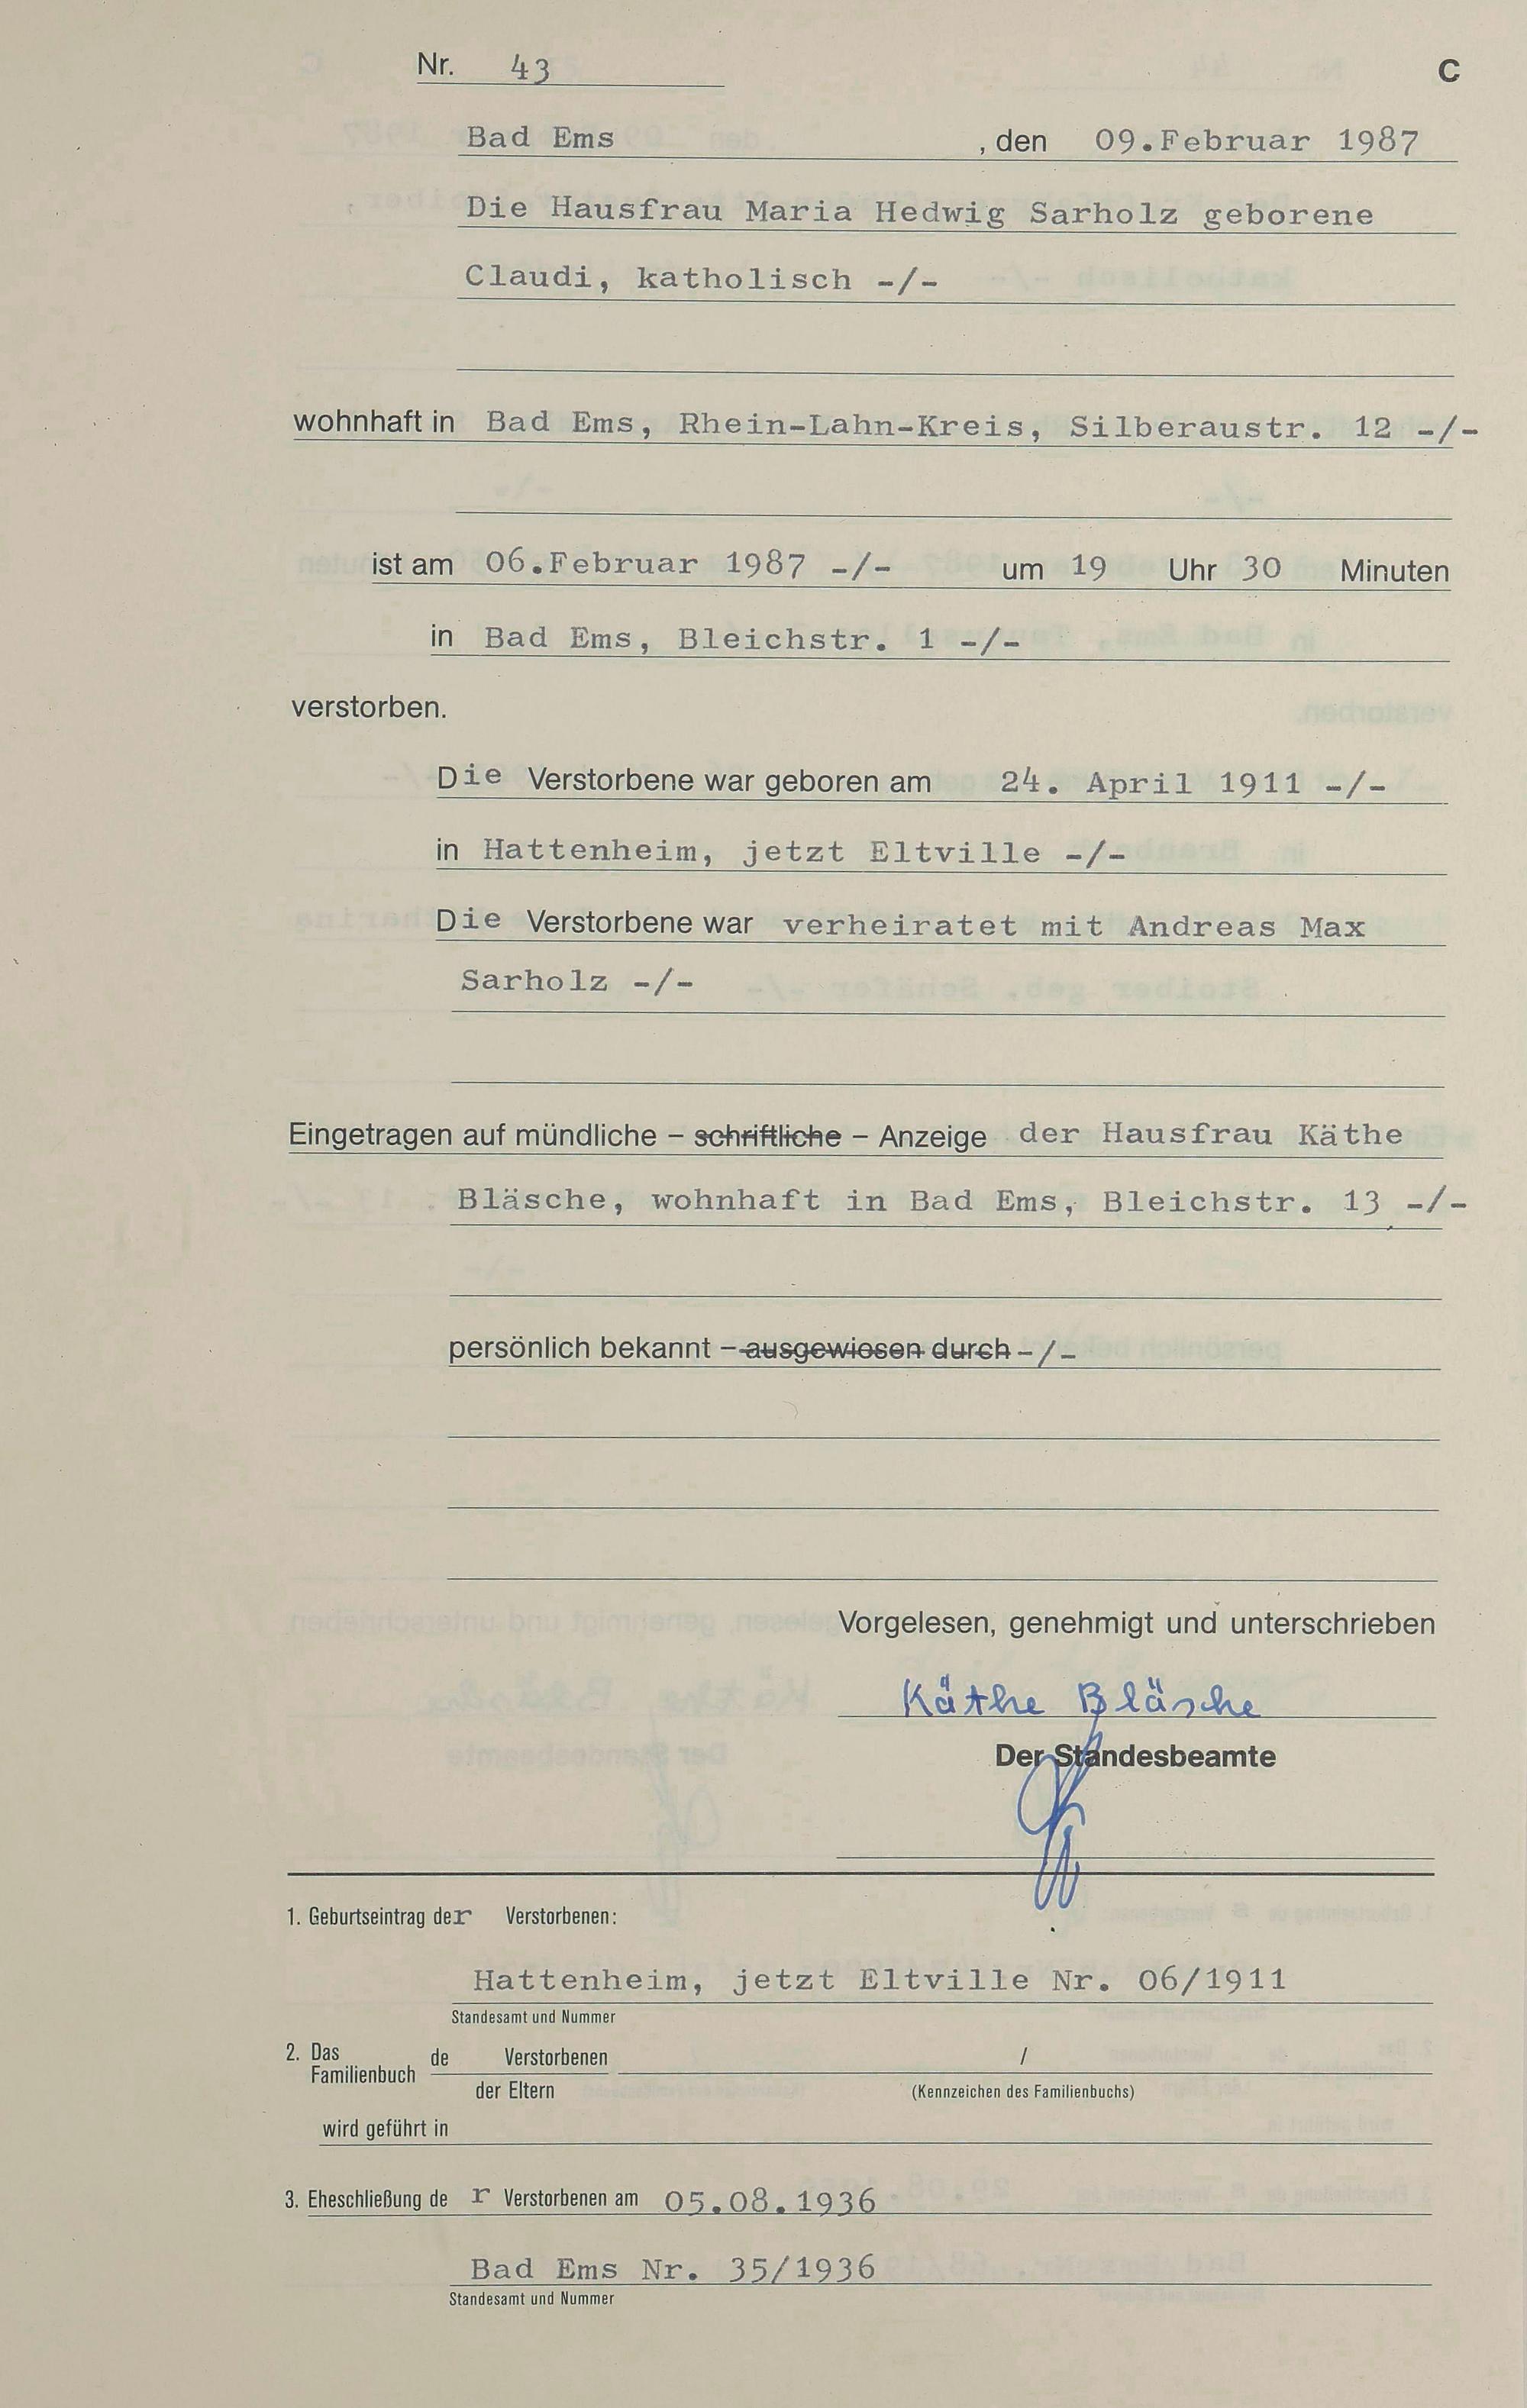 Nr. 43 C
Bad Ems , den 09.Februar 1987
Die Hausfrau Maria Hedwig Sarholz geborene
Claudi, katholisch -/-
wohnhaft in Bad Ems, Rhein-Lahn-Kreis, Silberaustr. 12 -/-
ist am 06.Februar 1987 -/- um 19 Uhr 30 Minuten
in Bad Ems, Bleichstr. 1 -/-
verstorben.
Die Verstorbene war geboren am 24. April 1911 -/-
in Hattenheim, jetzt Eltville -/-
Die Verstorbene war verheiratet mit Andreas Max
Sarholz -/-
Eingetragen auf mündliche – schriftliche – Anzeige der Hausfrau Käthe
Bläsche, wohnhaft in Bad Ems, Bleichstr. 13 -/-
persönlich bekannt – ausgewiesen durch -/-
Vorgelesen, genehmigt und unterschrieben
Käthe Bläsche
Der Standesbeamte
1. Geburtseintrag der Verstorbenen:
Hattenheim, jetzt Eltville Nr. 06/1911
Standesamt und Nummer
2. Das Familienbuch de Verstorbenen /
der Eltern (Kennzeichen des Familienbuchs)
wird geführt in
3. Eheschließung de r Verstorbenen am 05.08.1936
Bad Ems Nr. 35/1936
Standesamt und Nummer